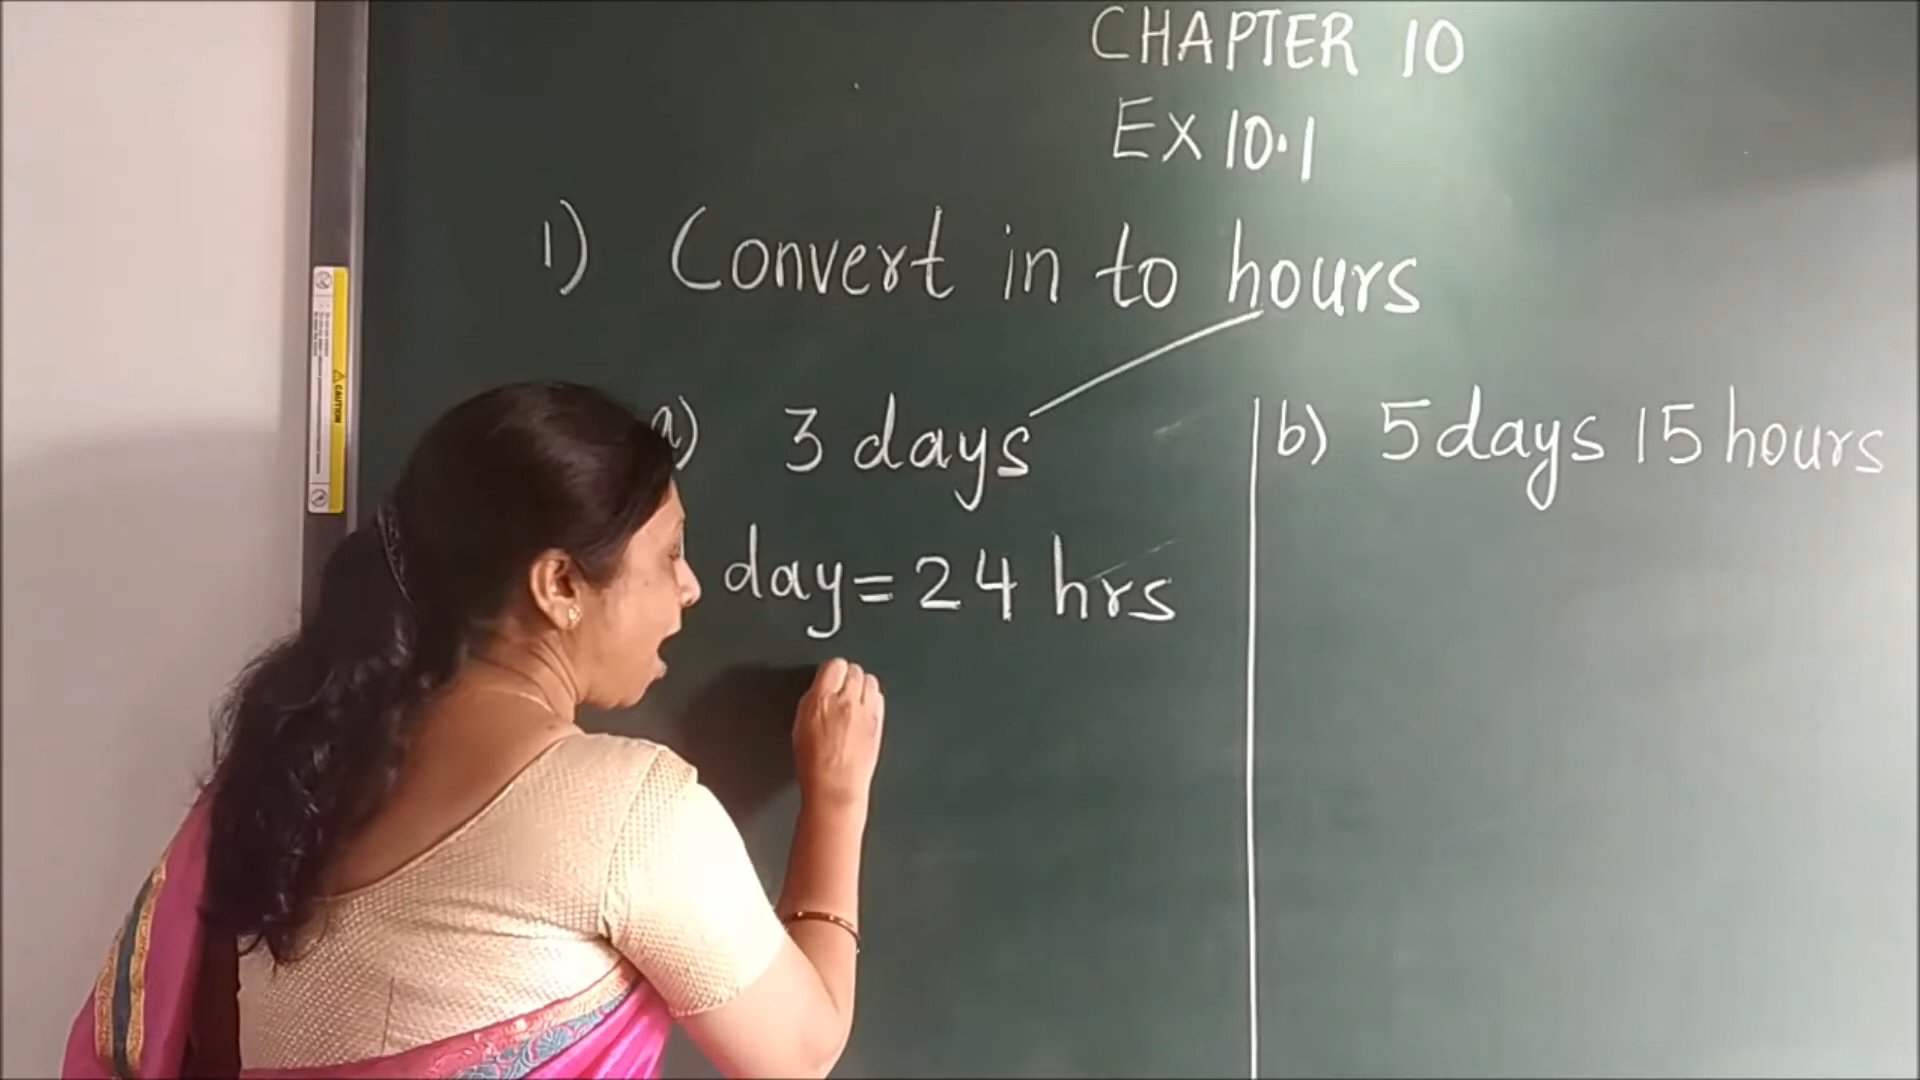 CHAPTER 10
Ex 10.1
1) Convert in to hours
a) 3 days
b) 5 days 15 hours
day = 24 hrs
CAUTION